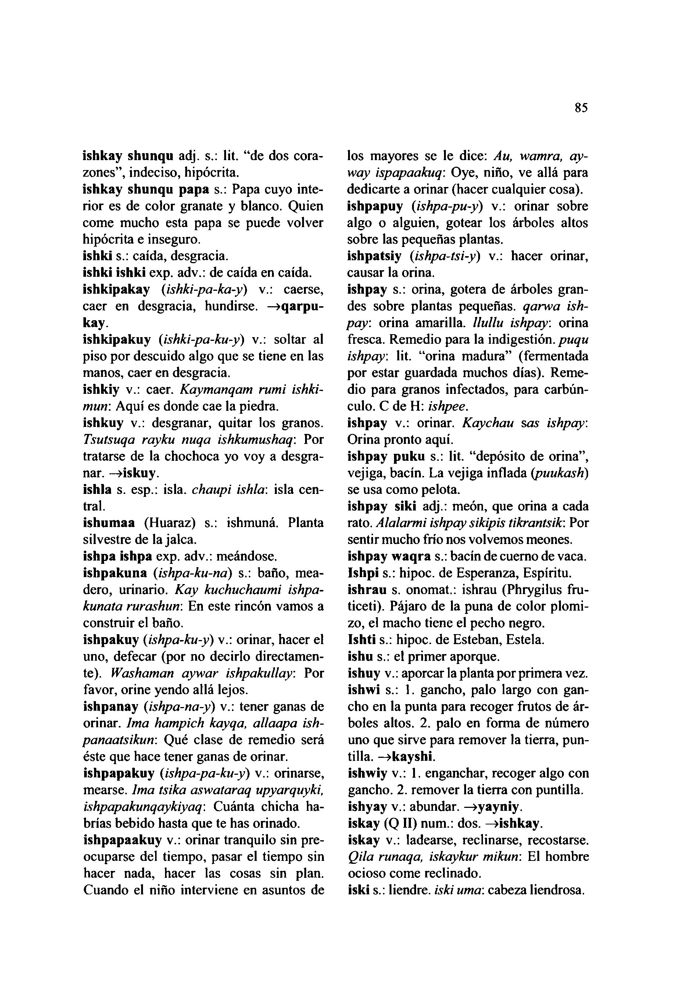 85
ishkay shunqu adj. s.: lit. “de dos cora-
zones”, indeciso, hipócrita.
ishkay shunqu papa s.: Papa cuyo inte-
rior es de color granate y blanco. Quien
come mucho esta papa se puede volver
hipócrita e inseguro.
ishki s.: caída, desgracia.
ishki ishki exp. adv.: de caída en caída.
ishkipakay (ishki-pa-ka-y) v.: caerse,
caer en desgracia, hundirse. →qarpu-
kay.
ishkipakuy (ishki-pa-ku-y) v.: soltar al
piso por descuido algo que se tiene en las
manos, caer en desgracia.
ishkiy v.: caer. Kaymanqam rumi ishki-
mun: Aquí es donde cae la piedra.
ishkuy v.: desgranar, quitar los granos.
Tsutsuqa rayku nuqa ishkumushaq: Por
tratarse de la chochoca yo voy a desgra-
nar. →iskuy.
ishla s. esp.: isla. chaupi ishla: isla cen-
tral.
ishumaa (Huaraz) s.: ishmuná. Planta
silvestre de la jalca.
ishpa ishpa exp. adv.: meándose.
ishpakuna (ishpa-ku-na) s.: baño, mea-
dero, urinario. Kay kuchuchaumi ishpa-
kunata rurashun: En este rincón vamos a
construir el baño.
ishpakuy (ishpa-ku-y) v.: orinar, hacer el
uno, defecar (por no decirlo directamen-
te). Washaman aywar ishpakullay: Por
favor, orine yendo allá lejos.
ishpanay (ishpa-na-y) v.: tener ganas de
orinar. Ima hampich kayqa, allaapa ish-
panaatsikun: Qué clase de remedio será
éste que hace tener ganas de orinar.
ishpapakuy (ishpa-pa-ku-y) v.: orinarse,
mearse. Ima tsika aswataraq upyarquyki,
ishpapakunqaykiyaq: Cuánta chicha ha-
brías bebido hasta que te has orinado.
ishpapaakuy v.: orinar tranquilo sin pre-
ocuparse del tiempo, pasar el tiempo sin
hacer nada, hacer las cosas sin plan.
Cuando el niño interviene en asuntos de
los mayores se le dice: Au, wamra, ay-
way ispapaakuq: Oye, niño, ve allá para
dedicarte a orinar (hacer cualquier cosa).
ishpapuy (ishpa-pu-y) v.: orinar sobre
algo o alguien, gotear los árboles altos
sobre las pequeñas plantas.
ishpatsiy (ishpa-tsi-y) v.: hacer orinar,
causar la orina.
ishpay s.: orina, gotera de árboles gran-
des sobre plantas pequeñas. qarwa ish-
pay: orina amarilla. llullu ishpay: orina
fresca. Remedio para la indigestión. puqu
ishpay: lit. “orina madura” (fermentada
por estar guardada muchos días). Reme-
dio para granos infectados, para carbún-
culo. C de H: ishpee.
ishpay v.: orinar. Kaychau sas ishpay:
Orina pronto aquí.
ishpay puku s.: lit. “depósito de orina”,
vejiga, bacín. La vejiga inflada (puukash)
se usa como pelota.
ishpay siki adj.: meón, que orina a cada
rato. Alalarmi ishpay sikipis tikrantsik: Por
sentir mucho frío nos volvemos meones.
ishpay waqra s.: bacín de cuerno de vaca.
Ishpi s.: hipoc. de Esperanza, Espíritu.
ishrau s. onomat.: ishrau (Phrygilus fru-
ticeti). Pájaro de la puna de color plomi-
zo, el macho tiene el pecho negro.
Ishti s.: hipoc. de Esteban, Estela.
ishu s.: el primer aporque.
ishuy v.: aporcar la planta por primera vez.
ishwi s.: 1. gancho, palo largo con gan-
cho en la punta para recoger frutos de ár-
boles altos. 2. palo en forma de número
uno que sirve para remover la tierra, pun-
tilla. →kayshi.
ishwiy v.: 1. enganchar, recoger algo con
gancho. 2. remover la tierra con puntilla.
ishyay v.: abundar. →yayniy.
iskay (Q II) num.: dos. →ishkay.
iskay v.: ladearse, reclinarse, recostarse.
Qila runaqa, iskaykur mikun: El hombre
ocioso come reclinado.
iski s.: liendre. iski uma: cabeza liendrosa.